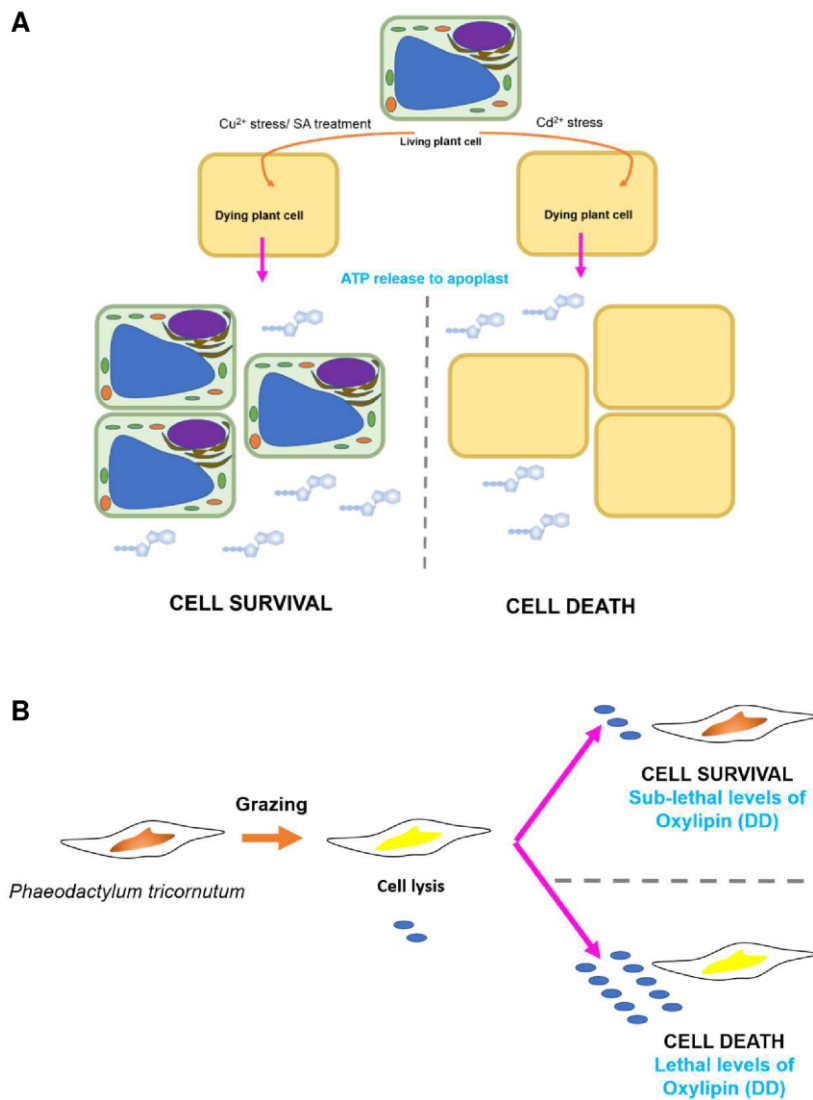 A
Cu²⁺ stress/ SA treatment
Cd²⁺ stress
Living plant cell
Dying plant cell
Dying plant cell
ATP release to apoplast
CELL SURVIVAL
CELL DEATH
B
CELL SURVIVAL
Sub-lethal levels of
Oxylipin (DD)
Grazing
Phaeodactylum tricornutum
Cell lysis
CELL DEATH
Lethal levels of
Oxylipin (DD)